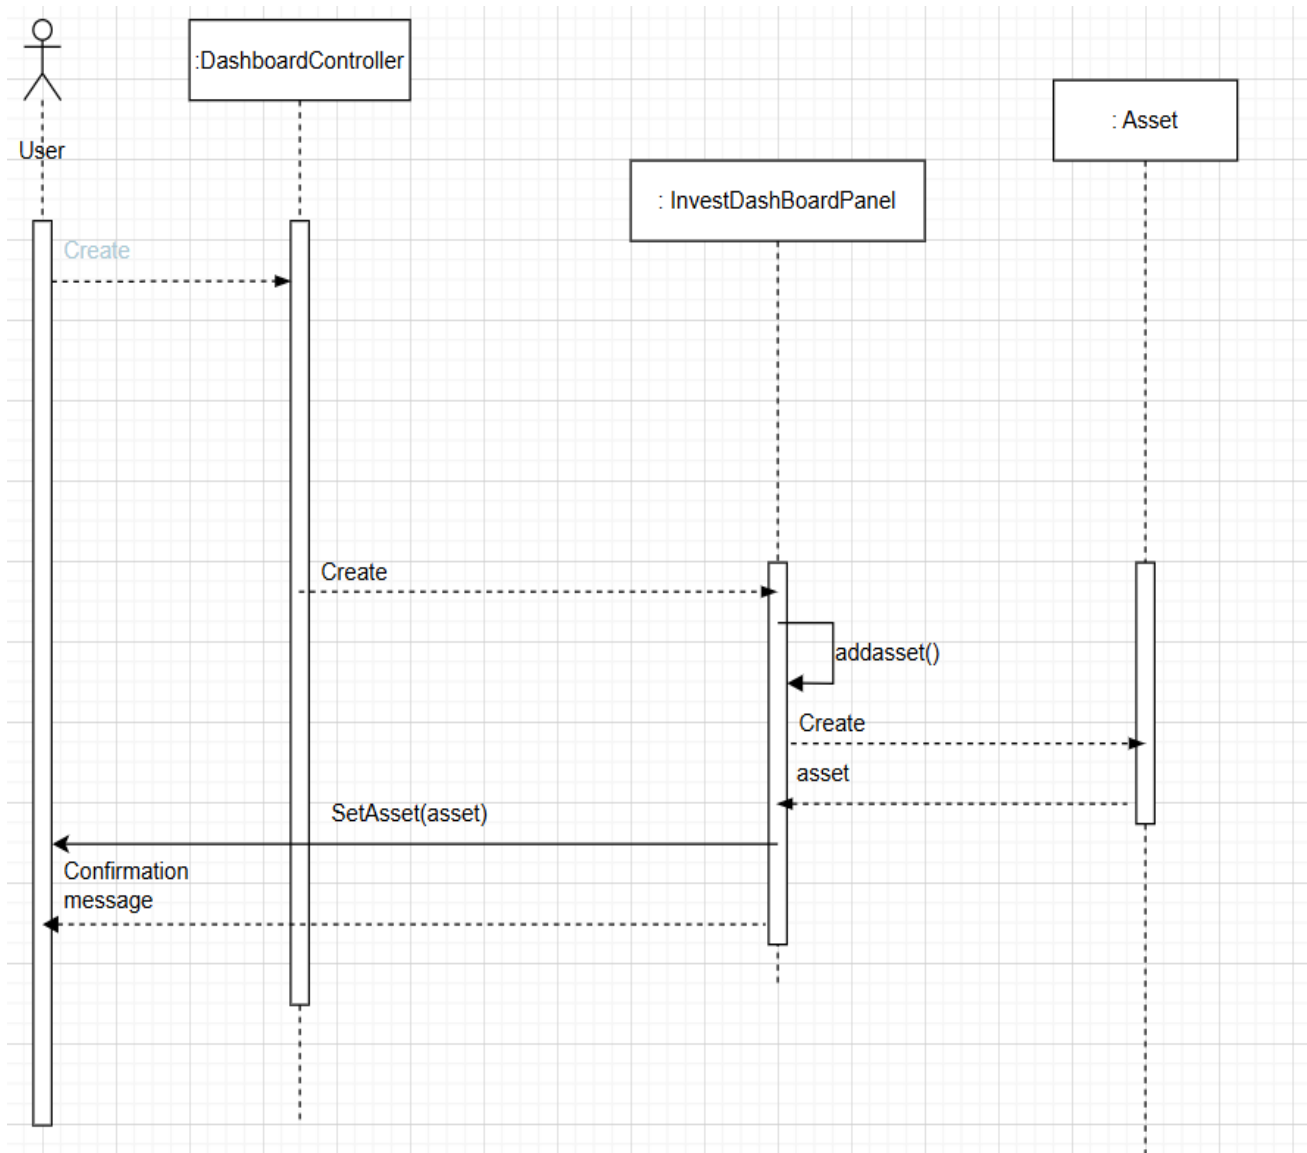 :DashboardController
: Asset
User
: InvestDashBoardPanel
Create
Create
addasset()
Create
asset
SetAsset(asset)
Confirmation
message